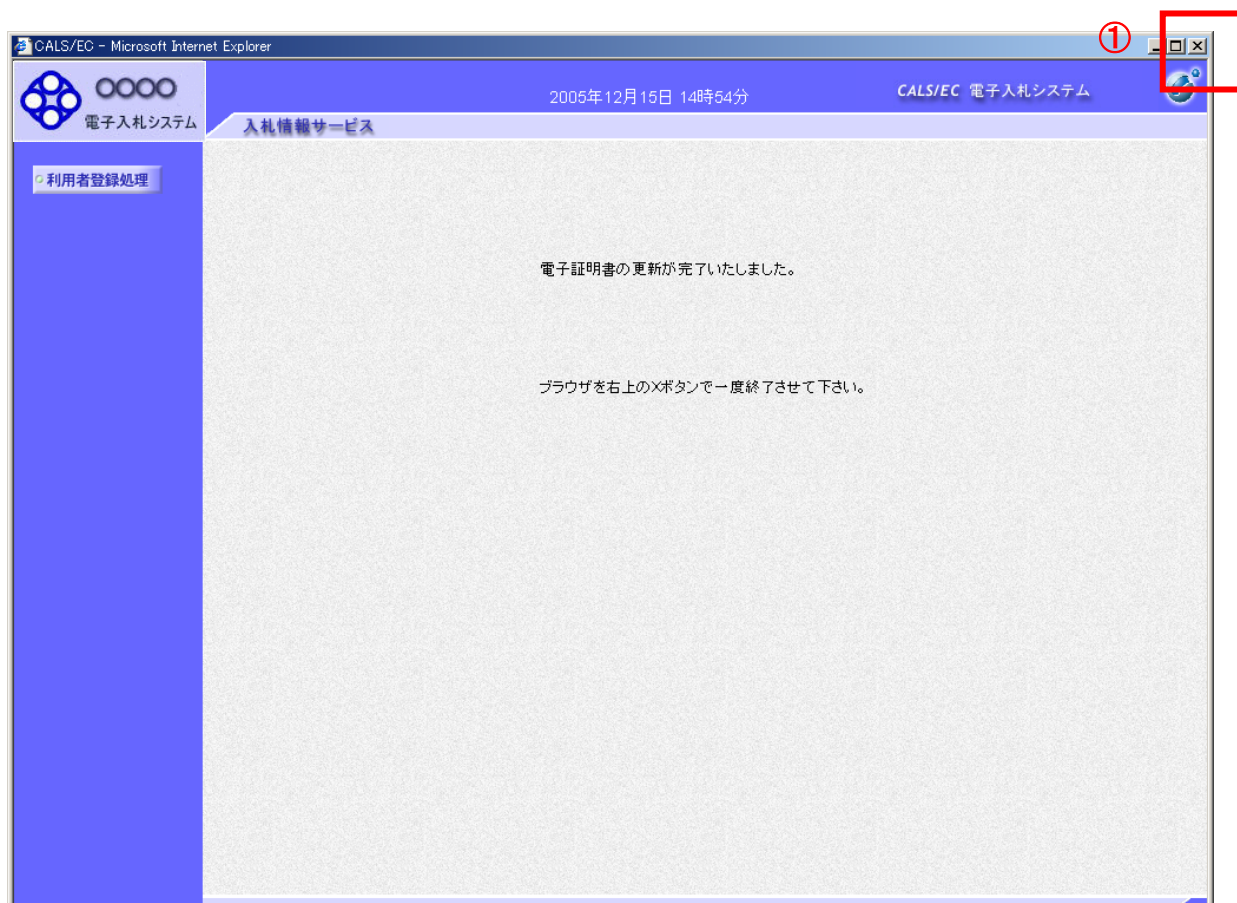 ①
CALS/EC - Microsoft Internet Explorer
○○○○
電子入札システム
2005年12月15日 14時54分
CALS/EC 電子入札システム
入札情報サービス
利用者登録処理
電子証明書の更新が完了いたしました。
ブラウザを右上の×ボタンで一度終了させて下さい。